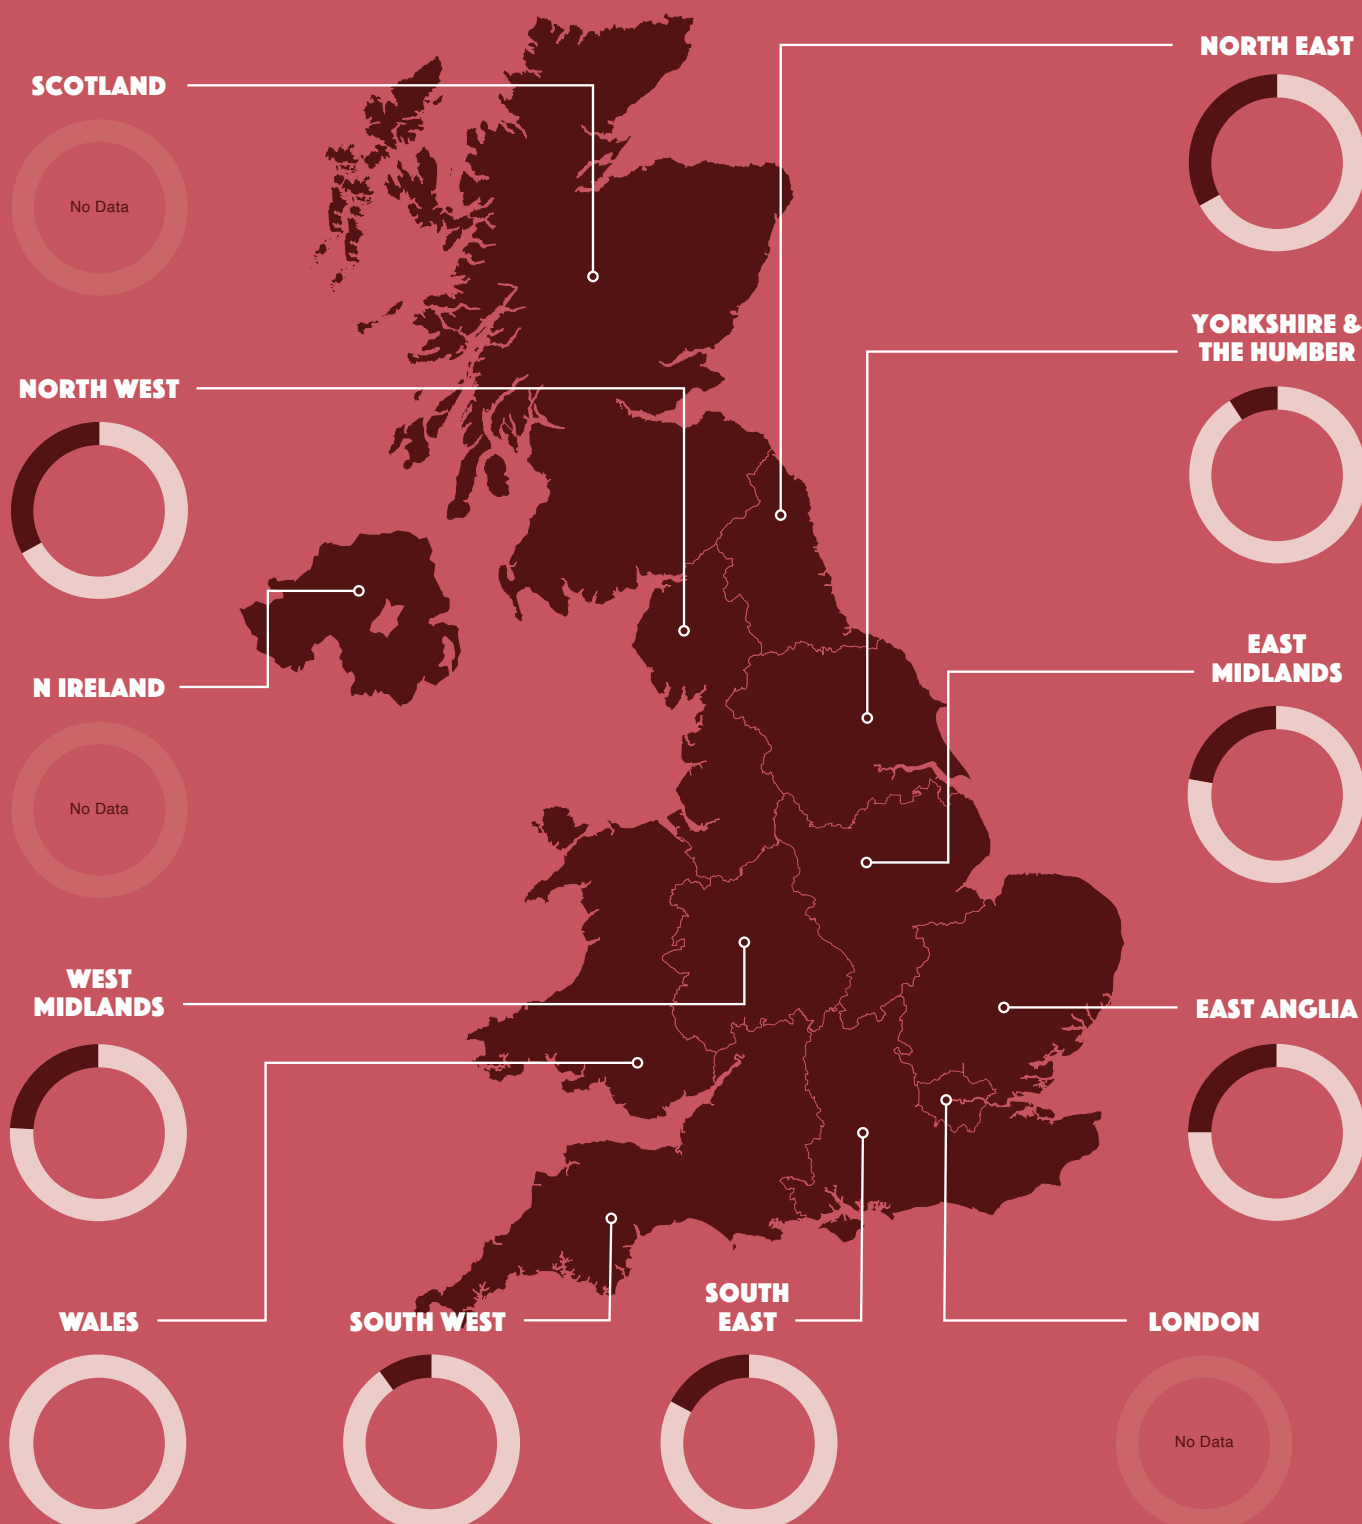 NORTH EAST
SCOTLAND
No Data
YORKSHIRE &
THE HUMBER
NORTH WEST
EAST
MIDLANDS
N IRELAND
No Data
WEST
MIDLANDS
EAST ANGLIA
SOUTH
EAST
WALES
SOUTH WEST
LONDON
No Data